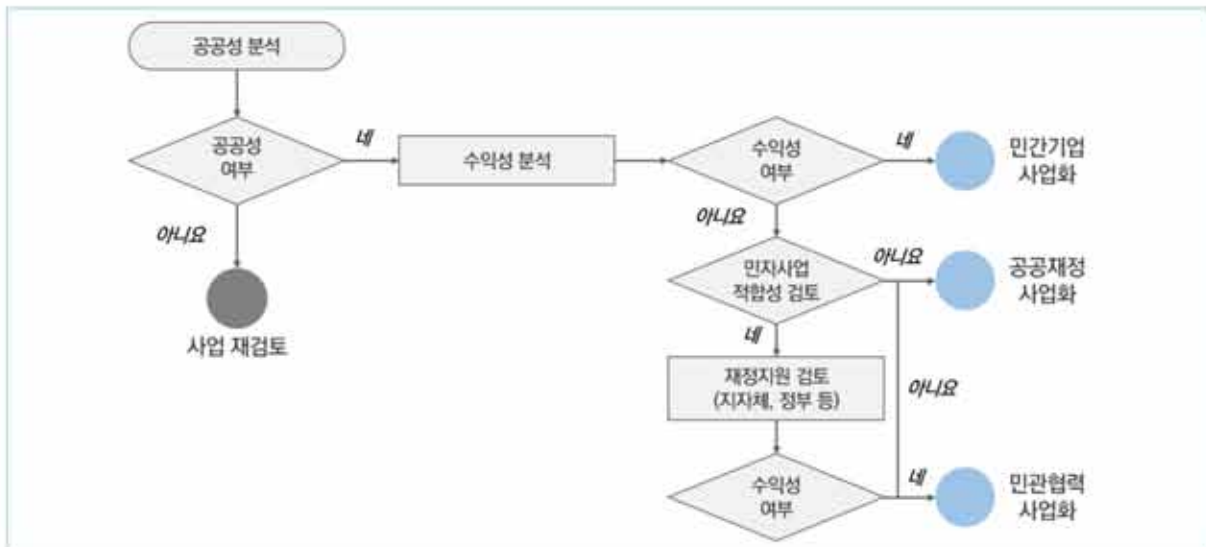 공공성 분석
공공성
여부
네
수익성 분석
수익성
여부
네
민간기업
사업화
아니요
사업 재검토
아니요
민자사업
적합성 검토
아니요
공공재정
사업화
네
재정지원 검토
(지자체, 정부 등)
아니요
수익성
여부
네
민관협력
사업화